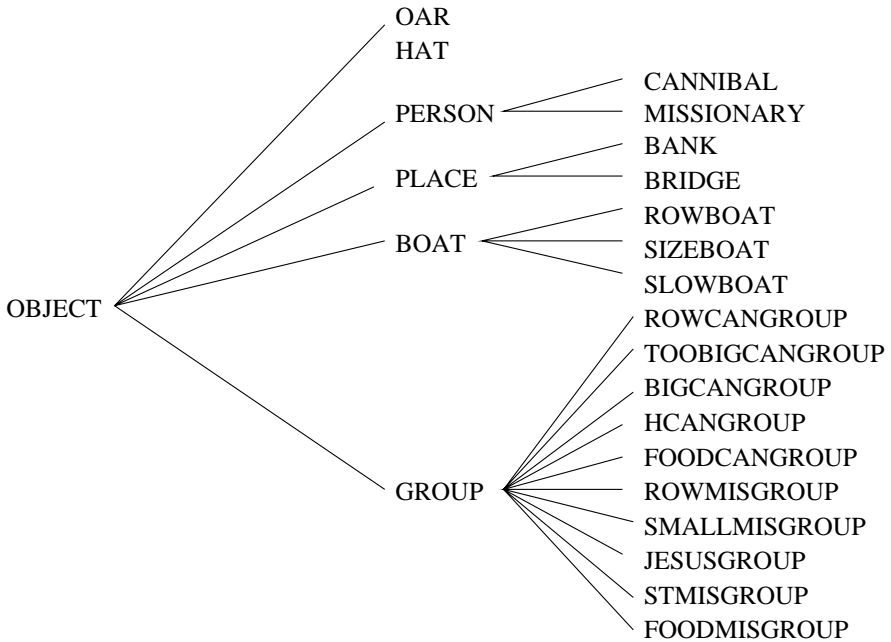 OAR
HAT
CANNIBAL
PERSON
MISSIONARY
BANK
PLACE
BRIDGE
ROWBOAT
BOAT
SIZEBOAT
SLOWBOAT
OBJECT
ROWCANGROUP
TOOBIGCANGROUP
BIGCANGROUP
HCANGROUP
FOODCANGROUP
GROUP
ROWMISGROUP
SMALLMISGROUP
JESUSGROUP
STMISGROUP
FOODMISGROUP